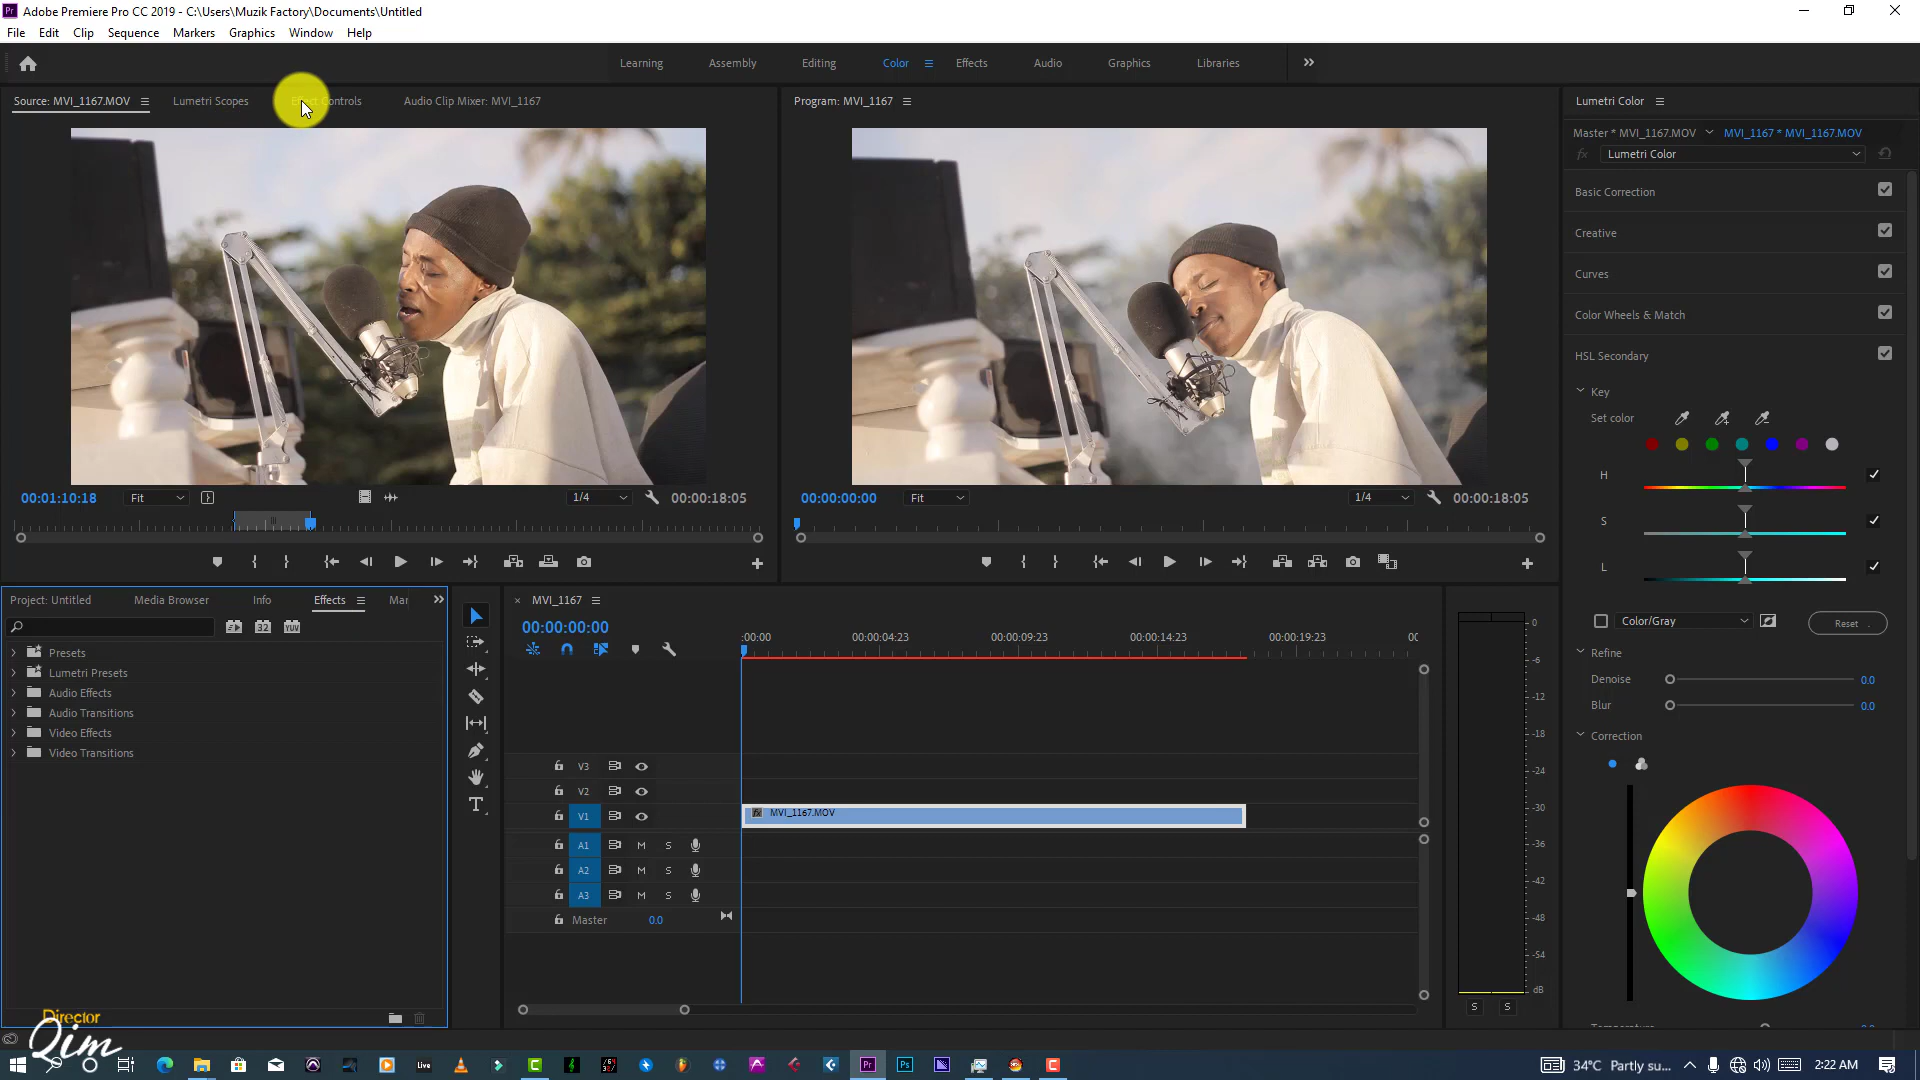 Adobe Premiere Pro CC 2019 - C:\Users\Muzik Factory\Documents\Untitled
File Edit Clip Sequence Markers Graphics Window Help
Learning Assembly Editing Color Effects Audio Graphics Libraries
Source: MVI_1167.MOV Lumetri Scopes Effect Controls Audio Clip Mixer: MVI_1167
Program: MVI_1167
Lumetri Color
Master * MVI_1167.MOV MVI_1167 * MVI_1167.MOV
fx Lumetri Color
Basic Correction
Creative
Curves
Color Wheels & Match
HSL Secondary
Key
Set color
H
S
L
Color/Gray Reset
Refine
Denoise 0.0
Blur 0.0
Correction
00:01:10:18 Fit 1/4 00:00:18:05
00:00:00:00 Fit 1/4 00:00:18:05
Project: Untitled Media Browser Info Effects Mar
32 YUV
Presets
Lumetri Presets
Audio Effects
Audio Transitions
Video Effects
Video Transitions
× MVI_1167
00:00:00:00
:00:00 00:00:04:23 00:00:09:23 00:00:14:23 00:00:19:23 00
V3
V2
V1 fx MVI_1167.MOV
A1 M S
A2 M S
A3 M S
Master 0.0
0
-6
-12
-18
-24
-30
-36
-42
-48
-54
dB
S S
Director
Qim
Live
Pr Ps
34°C Partly su...
2:22 AM